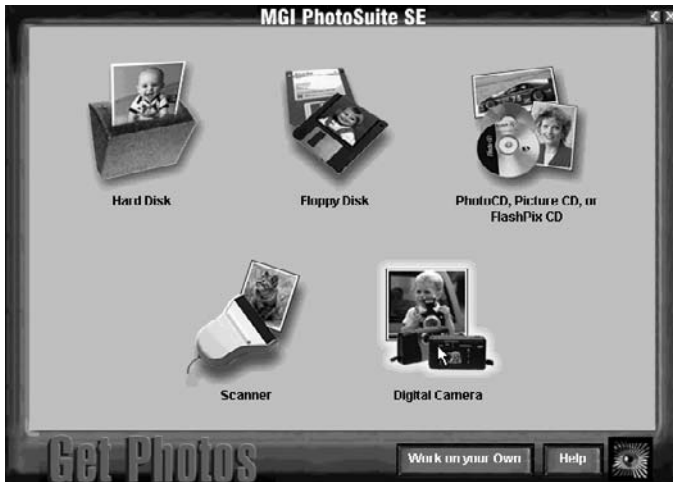 MGI PhotoSuite SE
Hard Disk
Floppy Disk
PhotoCD, Picture CD, or
FlashPix CD
Scanner
Digital Camera
Get Photos
Work on your Own
Help